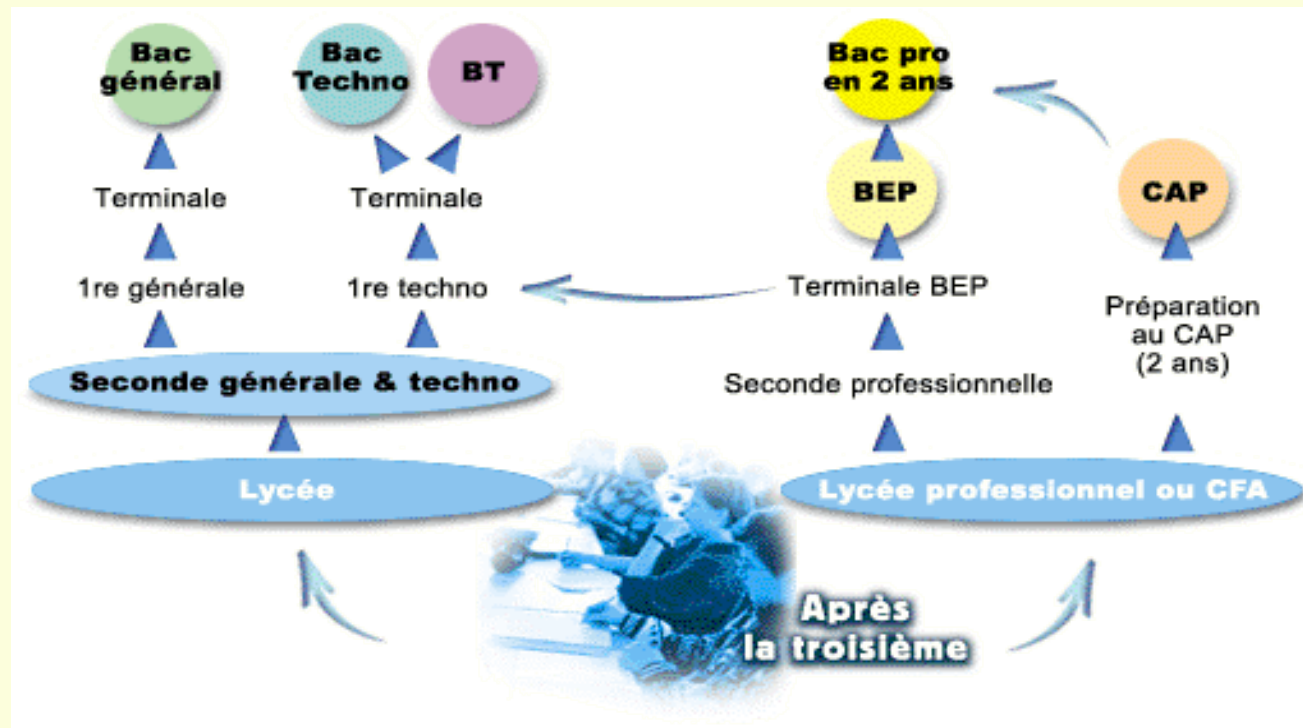 Bac
général
Bac
Techno
BT
Bac pro
en 2 ans
BEP
CAP
Terminale
Terminale
1re générale
1re techno
Terminale BEP
Préparation
au CAP
(2 ans)
Seconde générale & techno
Seconde professionnelle
Lycée
Lycée professionnel ou CFA
Après
la troisième